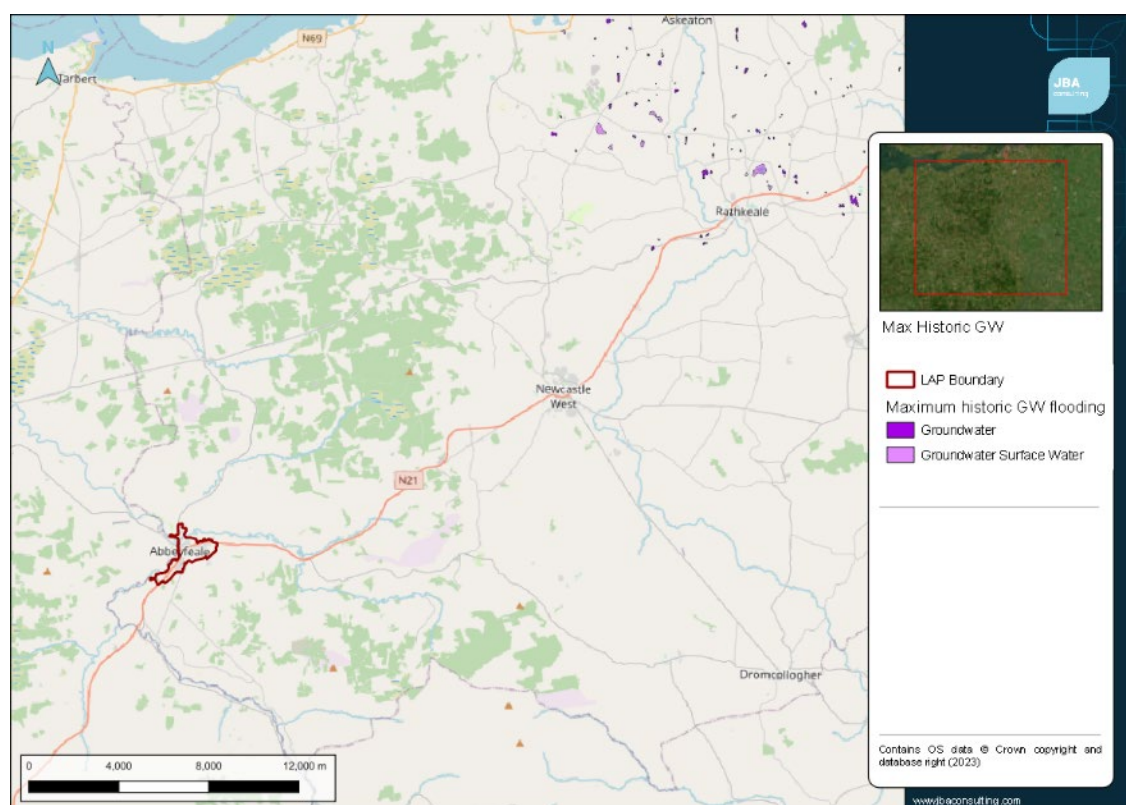 Askeaton
N69
N
Tarbert
JBA
consulting
Rathkeale
Max Historic GW
LAP Boundary
Newcastle
West
Maximum historic GW flooding
Groundwater
Groundwater Surface Water
N21
Abbeyfeale
Dromcollogher
Contains OS data @ Crown copyright and
database right (2023)
0 4,000 8,000 12,000 m
www.jbaconsulting.com